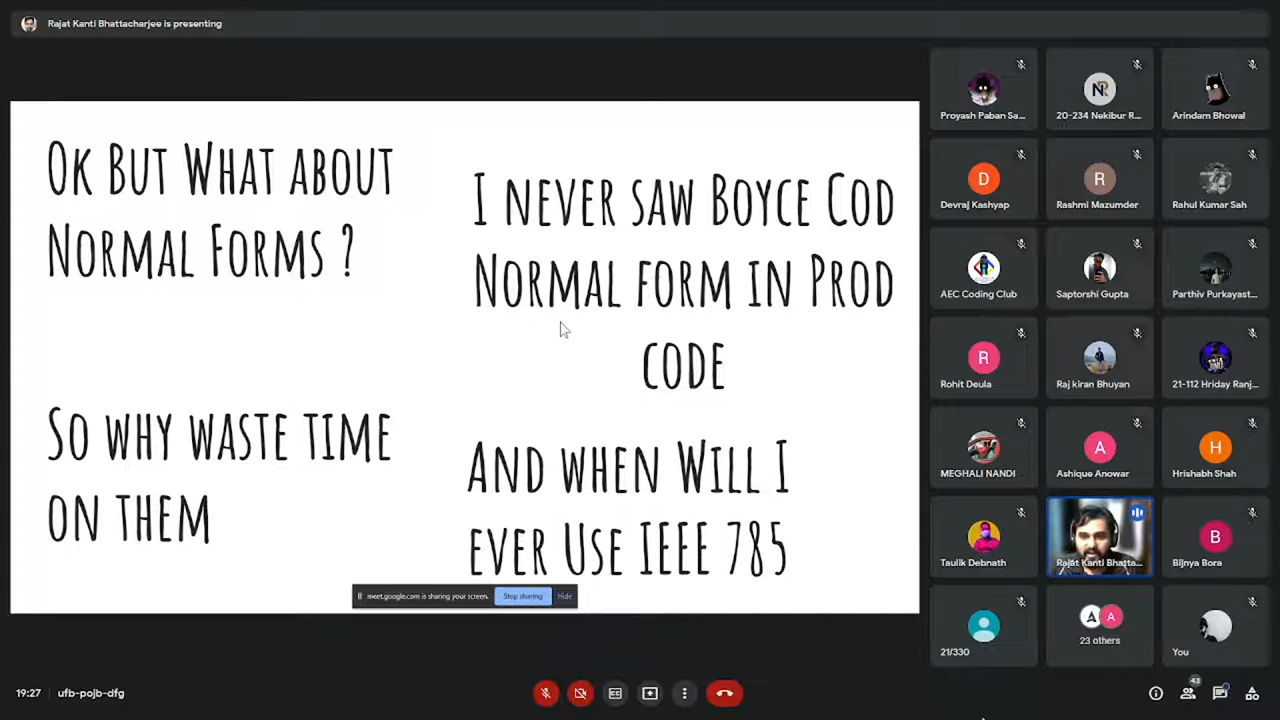 Rajat Kanti Bhattacharjee is presenting
Ok But What about
Normal Forms ?
I never saw Boyce Cod
Normal form in Prod
code
So why waste time
on them
And when Will I
ever Use IEEE 785
meet.google.com is sharing your screen.
Stop sharing
Hide
Proyash Paban Sa...
20-234 Nekibur R...
Arindam Bhowal
Devraj Kashyap
Rashmi Mazumder
Rahul Kumar Sah
AEC Coding Club
Saptorshi Gupta
Parthiv Purkayast...
Rohit Deula
Raj kiran Bhuyan
21-112 Hriday Ranj...
MEGHALI NANDI
Ashique Anowar
Hrishabh Shah
Taulik Debnath
Rajat Kanti Bhatta...
Bijnya Bora
21/330
23 others
You
19:27
ufb-pojb-dfg
43